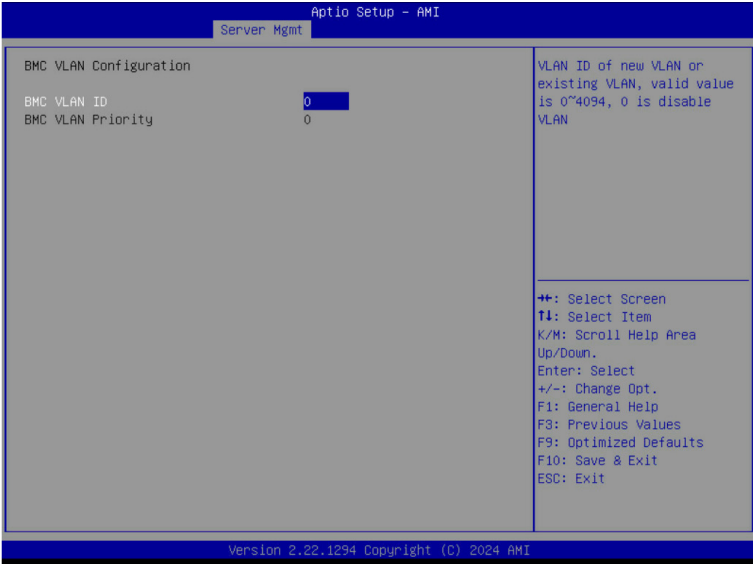 Aptio Setup – AMI
Server Mgmt
BMC VLAN Configuration
BMC VLAN ID 0
BMC VLAN Priority 0
VLAN ID of new VLAN or
existing VLAN, valid value
is 0~4094, 0 is disable
VLAN
→←: Select Screen
↑↓: Select Item
K/M: Scroll Help Area
Up/Down.
Enter: Select
+/-: Change Opt.
F1: General Help
F3: Previous Values
F9: Optimized Defaults
F10: Save & Exit
ESC: Exit
Version 2.22.1294 Copyright (C) 2024 AMI